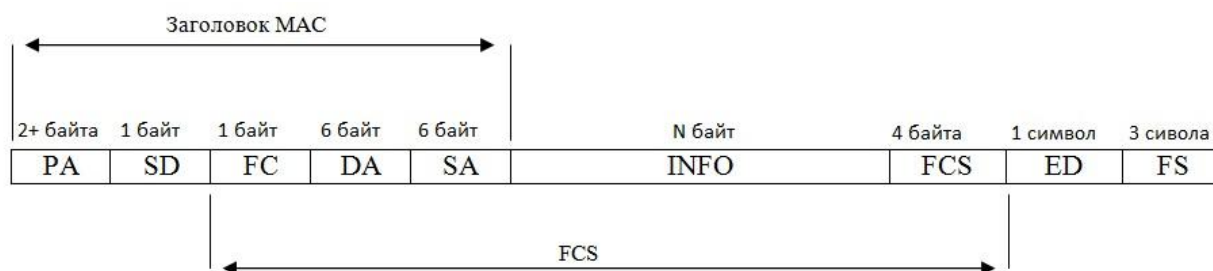 Заголовок MAC
2+ байта 1 байт 1 байт 6 байт 6 байт N байт 4 байта 1 символ 3 сивола
PA SD FC DA SA INFO FCS ED FS
FCS